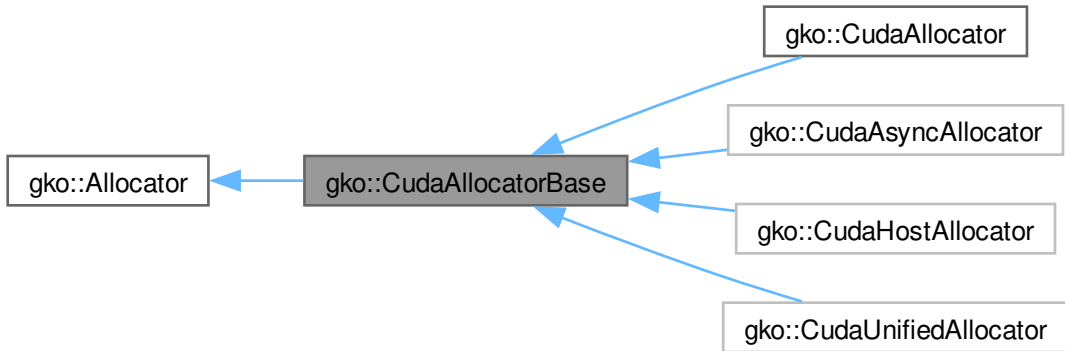 gko::CudaAllocator
gko::CudaAsyncAllocator
gko::Allocator
gko::CudaAllocatorBase
gko::CudaHostAllocator
gko::CudaUnifiedAllocator